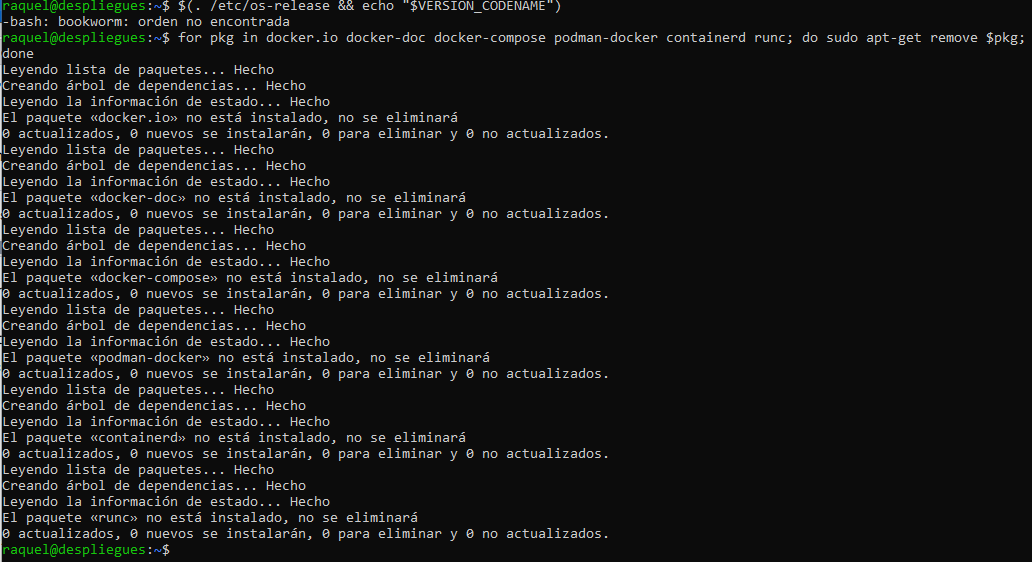 raquel@despliegues:~$ $(. /etc/os-release && echo "$VERSION_CODENAME")
-bash: bookworm: orden no encontrada
raquel@despliegues:~$ for pkg in docker.io docker-doc docker-compose podman-docker containerd runc; do sudo apt-get remove $pkg;
done
Leyendo lista de paquetes... Hecho
Creando árbol de dependencias... Hecho
Leyendo la información de estado... Hecho
El paquete «docker.io» no está instalado, no se eliminará
0 actualizados, 0 nuevos se instalarán, 0 para eliminar y 0 no actualizados.
Leyendo lista de paquetes... Hecho
Creando árbol de dependencias... Hecho
Leyendo la información de estado... Hecho
El paquete «docker-doc» no está instalado, no se eliminará
0 actualizados, 0 nuevos se instalarán, 0 para eliminar y 0 no actualizados.
Leyendo lista de paquetes... Hecho
Creando árbol de dependencias... Hecho
Leyendo la información de estado... Hecho
El paquete «docker-compose» no está instalado, no se eliminará
0 actualizados, 0 nuevos se instalarán, 0 para eliminar y 0 no actualizados.
Leyendo lista de paquetes... Hecho
Creando árbol de dependencias... Hecho
Leyendo la información de estado... Hecho
El paquete «podman-docker» no está instalado, no se eliminará
0 actualizados, 0 nuevos se instalarán, 0 para eliminar y 0 no actualizados.
Leyendo lista de paquetes... Hecho
Creando árbol de dependencias... Hecho
Leyendo la información de estado... Hecho
El paquete «containerd» no está instalado, no se eliminará
0 actualizados, 0 nuevos se instalarán, 0 para eliminar y 0 no actualizados.
Leyendo lista de paquetes... Hecho
Creando árbol de dependencias... Hecho
Leyendo la información de estado... Hecho
El paquete «runc» no está instalado, no se eliminará
0 actualizados, 0 nuevos se instalarán, 0 para eliminar y 0 no actualizados.
raquel@despliegues:~$